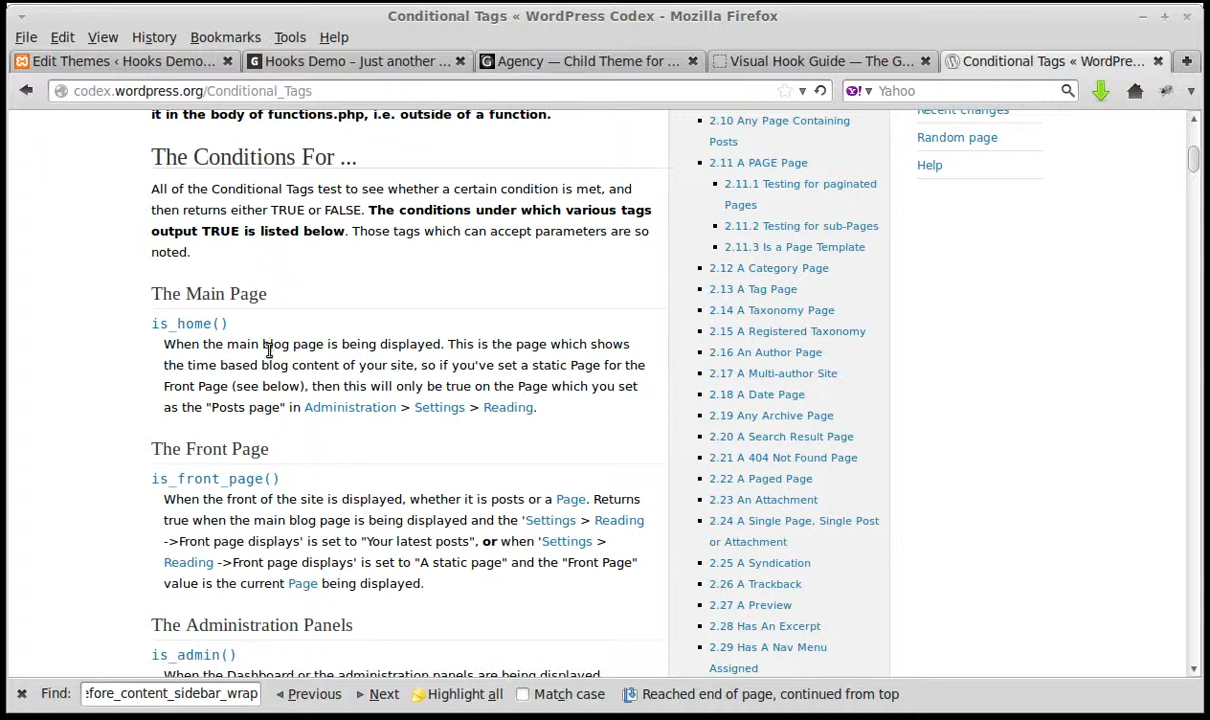 Conditional Tags « WordPress Codex - Mozilla Firefox
File Edit View History Bookmarks Tools Help
Edit Themes ‹ Hooks Demo... Hooks Demo – Just another ... Agency — Child Theme for ... Visual Hook Guide — The G... Conditional Tags « WordPre...
codex.wordpress.org/Conditional_Tags Yahoo
it in the body of functions.php, i.e. outside of a function.
The Conditions For ...
All of the Conditional Tags test to see whether a certain condition is met, and
then returns either TRUE or FALSE. The conditions under which various tags
output TRUE is listed below. Those tags which can accept parameters are so
noted.
The Main Page
is_home()
When the main blog page is being displayed. This is the page which shows
the time based blog content of your site, so if you've set a static Page for the
Front Page (see below), then this will only be true on the Page which you set
as the "Posts page" in Administration > Settings > Reading.
The Front Page
is_front_page()
When the front of the site is displayed, whether it is posts or a Page. Returns
true when the main blog page is being displayed and the 'Settings > Reading
->Front page displays' is set to "Your latest posts", or when 'Settings >
Reading ->Front page displays' is set to "A static page" and the "Front Page"
value is the current Page being displayed.
The Administration Panels
is_admin()
When the Dashboard or the administration panels are being displayed.
2.10 Any Page Containing
Posts
2.11 A PAGE Page
2.11.1 Testing for paginated
Pages
2.11.2 Testing for sub-Pages
2.11.3 Is a Page Template
2.12 A Category Page
2.13 A Tag Page
2.14 A Taxonomy Page
2.15 A Registered Taxonomy
2.16 An Author Page
2.17 A Multi-author Site
2.18 A Date Page
2.19 Any Archive Page
2.20 A Search Result Page
2.21 A 404 Not Found Page
2.22 A Paged Page
2.23 An Attachment
2.24 A Single Page, Single Post
or Attachment
2.25 A Syndication
2.26 A Trackback
2.27 A Preview
2.28 Has An Excerpt
2.29 Has A Nav Menu
Assigned
Recent changes
Random page
Help
Find: :fore_content_sidebar_wrap Previous Next Highlight all Match case Reached end of page, continued from top